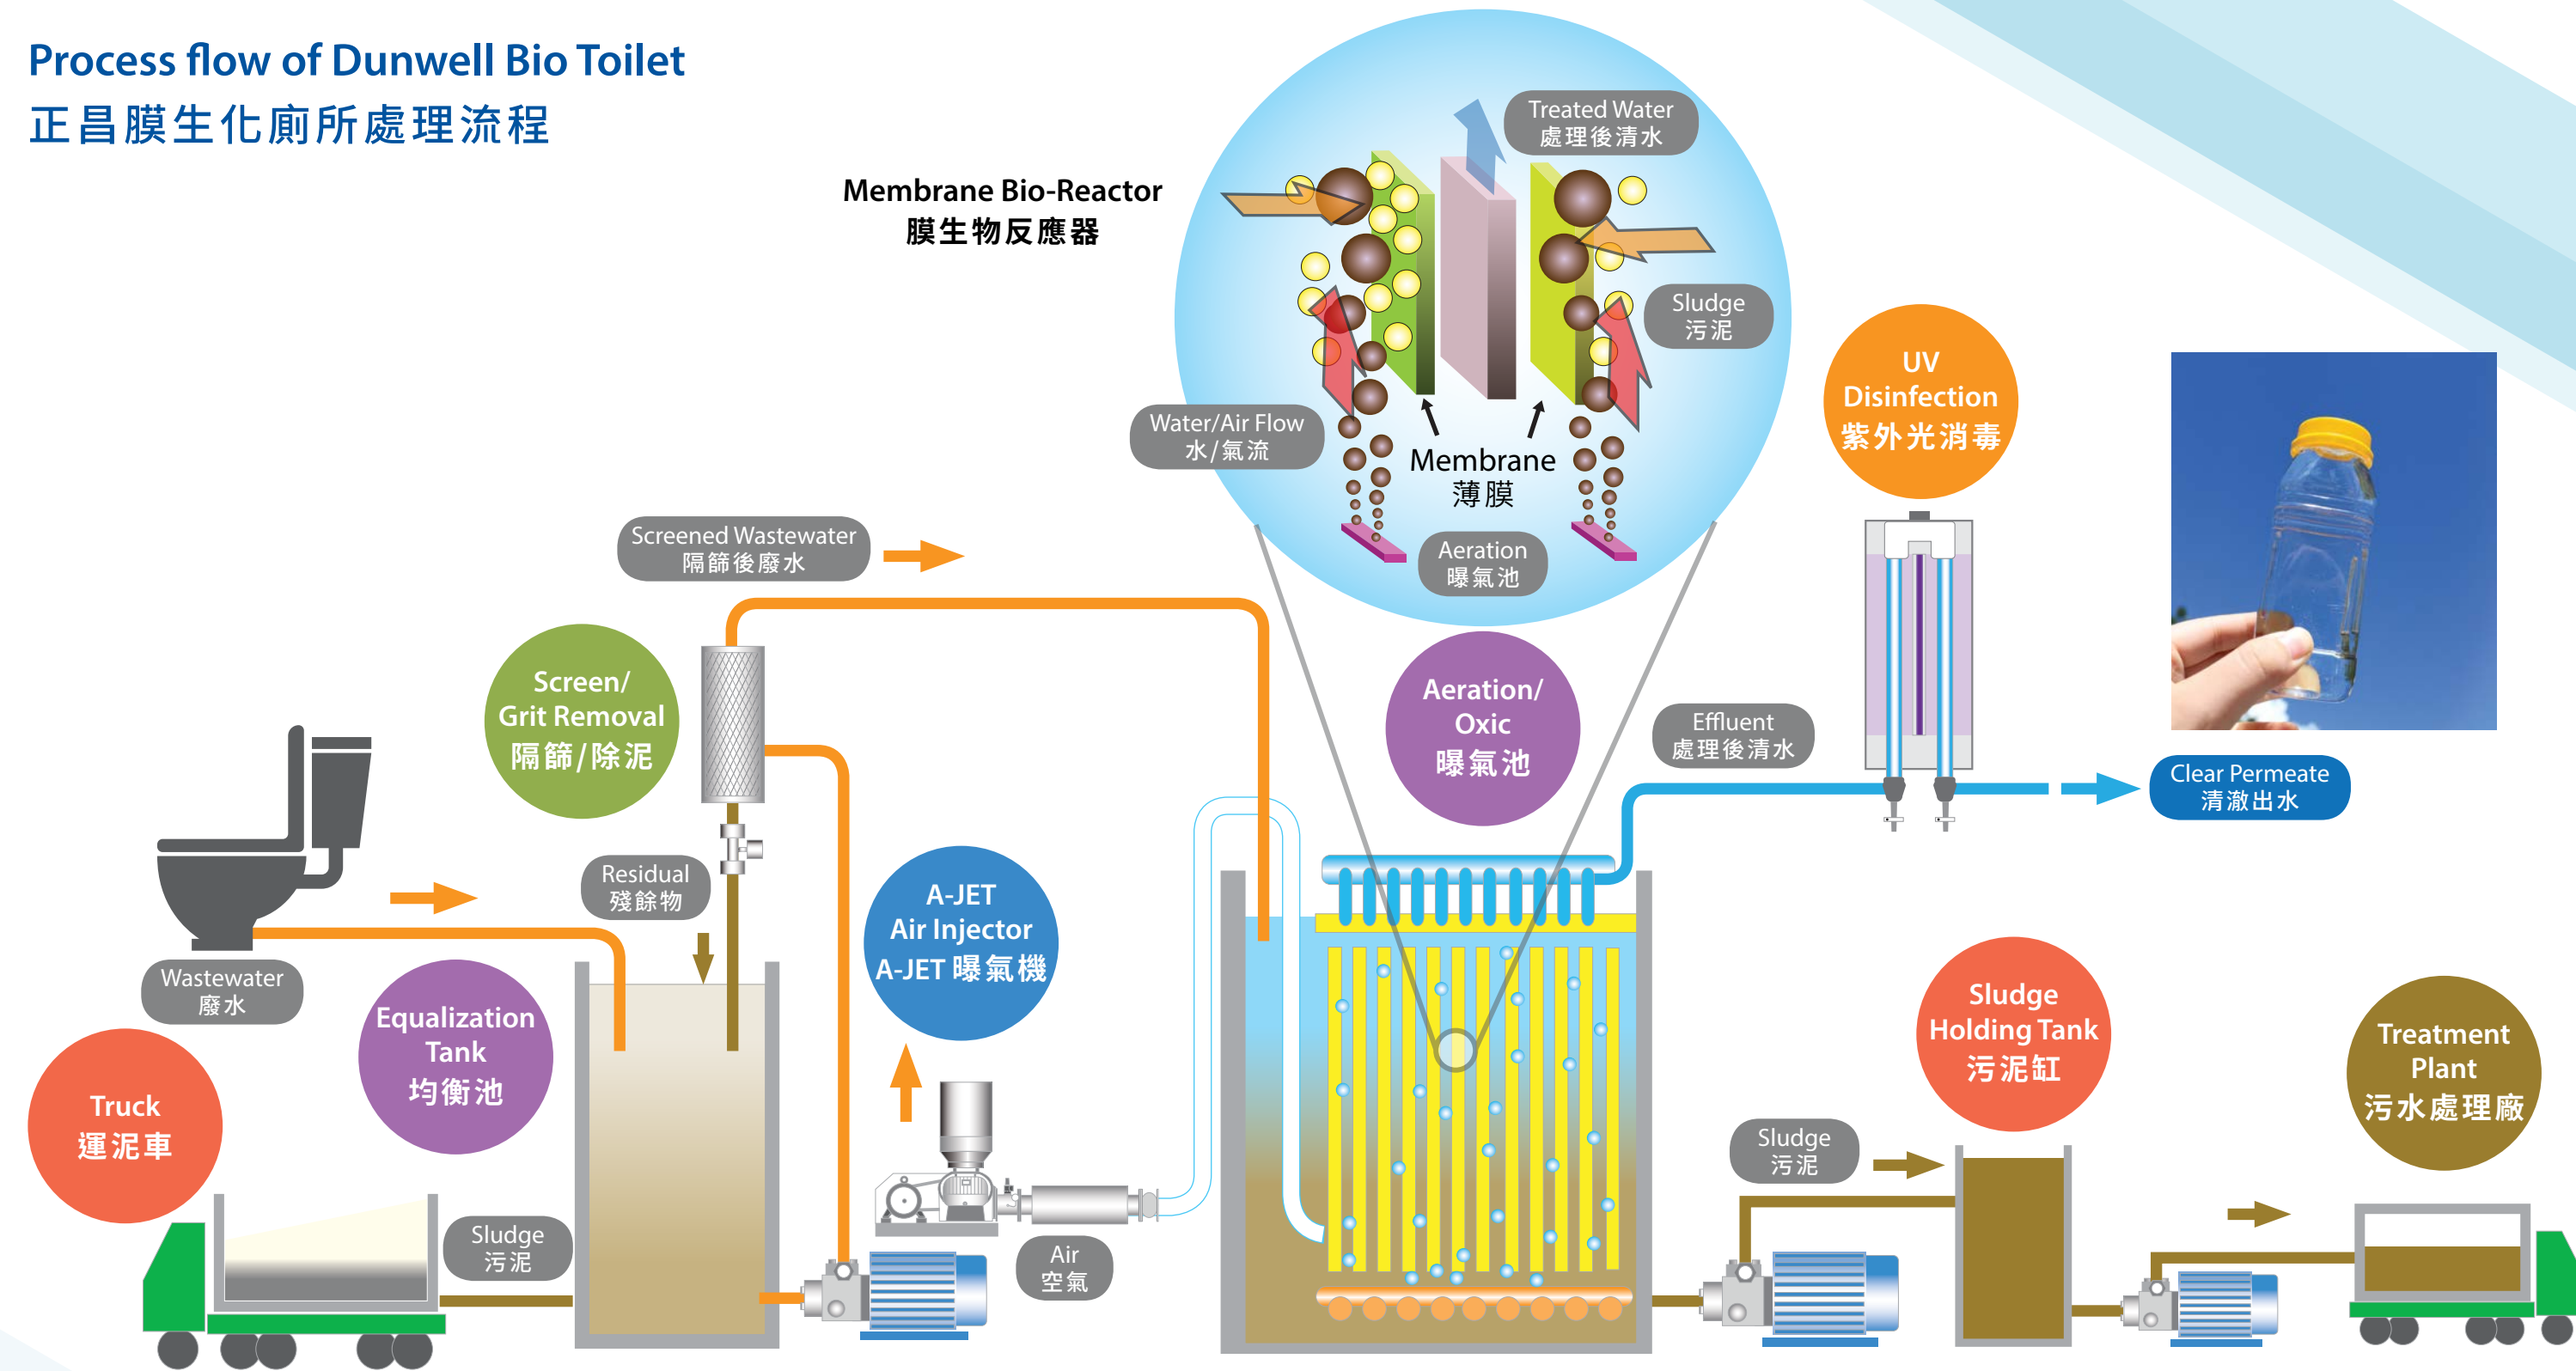 Process flow of Dunwell Bio Toilet
正昌膜生化廁所處理流程
Membrane Bio-Reactor
膜生物反應器
Treated Water
處理後清水
Sludge
污泥
Water/Air Flow
水/氣流
Membrane
薄膜
Aeration
曝氣池
UV
Disinfection
紫外光消毒
Screened Wastewater
隔篩後廢水
Screen/
Grit Removal
隔篩/除泥
Aeration/
Oxic
曝氣池
Effluent
處理後清水
Clear Permeate
清澈出水
Residual
殘餘物
A-JET
Air Injector
A-JET 曝氣機
Wastewater
廢水
Equalization
Tank
均衡池
Truck
運泥車
Sludge
污泥
Air
空氣
Sludge
污泥
Sludge
Holding Tank
污泥缸
Treatment
Plant
污水處理廠